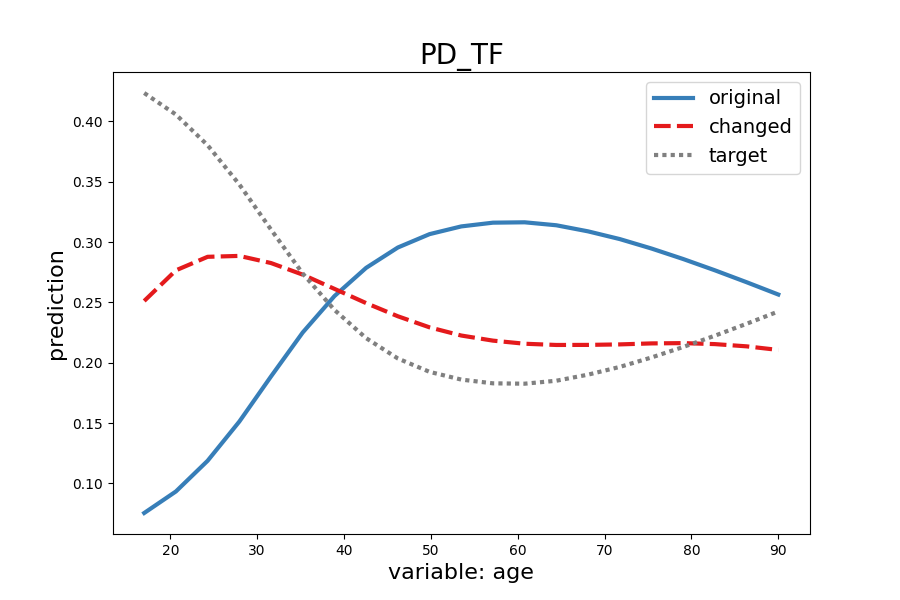 PD_TF
original
changed
target
prediction
0.40
0.35
0.30
0.25
0.20
0.15
0.10
20 30 40 50 60 70 80 90
variable: age